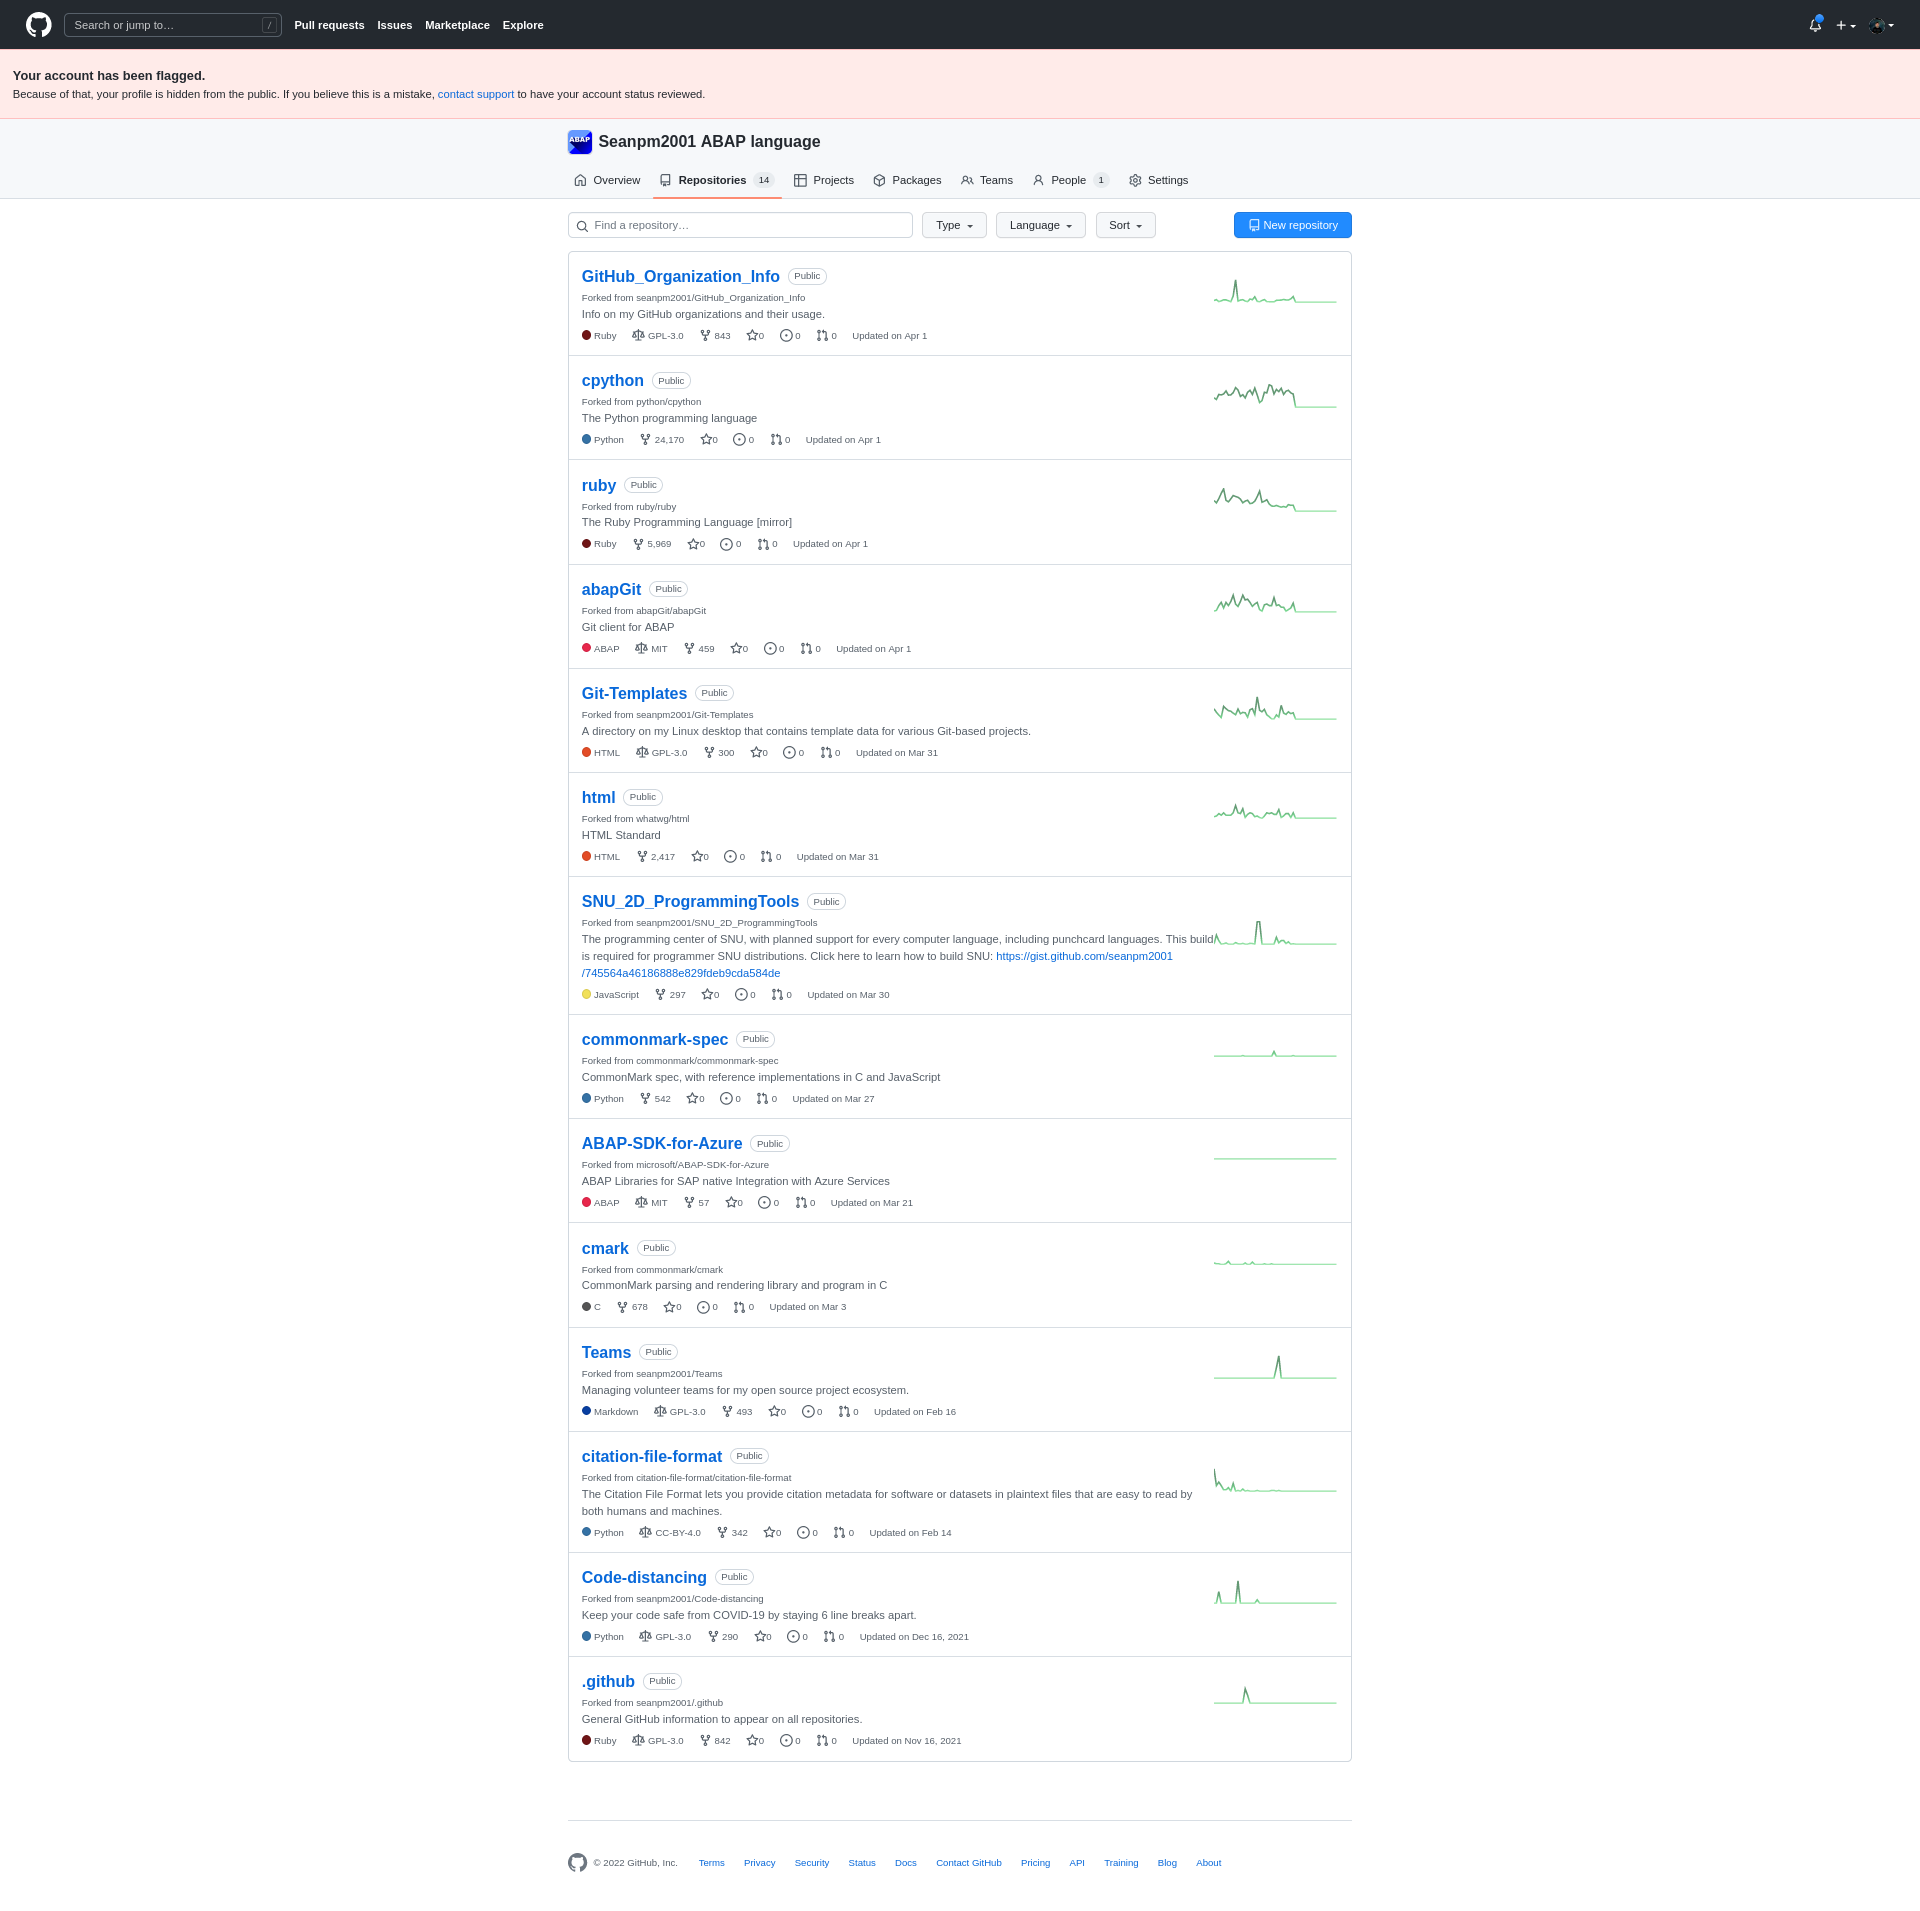 Search or jump to… / Pull requests Issues Marketplace Explore
Your account has been flagged.
Because of that, your profile is hidden from the public. If you believe this is a mistake, contact support to have your account status reviewed.
ABAP Seanpm2001 ABAP language
Overview Repositories 14 Projects Packages Teams People 1 Settings
Find a repository… Type Language Sort New repository
GitHub_Organization_Info Public
Forked from seanpm2001/GitHub_Organization_Info
Info on my GitHub organizations and their usage.
Ruby GPL-3.0 843 0 0 0 Updated on Apr 1
cpython Public
Forked from python/cpython
The Python programming language
Python 24,170 0 0 0 Updated on Apr 1
ruby Public
Forked from ruby/ruby
The Ruby Programming Language [mirror]
Ruby 5,969 0 0 0 Updated on Apr 1
abapGit Public
Forked from abapGit/abapGit
Git client for ABAP
ABAP MIT 459 0 0 0 Updated on Apr 1
Git-Templates Public
Forked from seanpm2001/Git-Templates
A directory on my Linux desktop that contains template data for various Git-based projects.
HTML GPL-3.0 300 0 0 0 Updated on Mar 31
html Public
Forked from whatwg/html
HTML Standard
HTML 2,417 0 0 0 Updated on Mar 31
SNU_2D_ProgrammingTools Public
Forked from seanpm2001/SNU_2D_ProgrammingTools
The programming center of SNU, with planned support for every computer language, including punchcard languages. This build
is required for programmer SNU distributions. Click here to learn how to build SNU: https://gist.github.com/seanpm2001
/745564a46186888e829fdeb9cda584de
JavaScript 297 0 0 0 Updated on Mar 30
commonmark-spec Public
Forked from commonmark/commonmark-spec
CommonMark spec, with reference implementations in C and JavaScript
Python 542 0 0 0 Updated on Mar 27
ABAP-SDK-for-Azure Public
Forked from microsoft/ABAP-SDK-for-Azure
ABAP Libraries for SAP native Integration with Azure Services
ABAP MIT 57 0 0 0 Updated on Mar 21
cmark Public
Forked from commonmark/cmark
CommonMark parsing and rendering library and program in C
C 678 0 0 0 Updated on Mar 3
Teams Public
Forked from seanpm2001/Teams
Managing volunteer teams for my open source project ecosystem.
Markdown GPL-3.0 493 0 0 0 Updated on Feb 16
citation-file-format Public
Forked from citation-file-format/citation-file-format
The Citation File Format lets you provide citation metadata for software or datasets in plaintext files that are easy to read by
both humans and machines.
Python CC-BY-4.0 342 0 0 0 Updated on Feb 14
Code-distancing Public
Forked from seanpm2001/Code-distancing
Keep your code safe from COVID-19 by staying 6 line breaks apart.
Python GPL-3.0 290 0 0 0 Updated on Dec 16, 2021
.github Public
Forked from seanpm2001/.github
General GitHub information to appear on all repositories.
Ruby GPL-3.0 842 0 0 0 Updated on Nov 16, 2021
© 2022 GitHub, Inc. Terms Privacy Security Status Docs Contact GitHub Pricing API Training Blog About